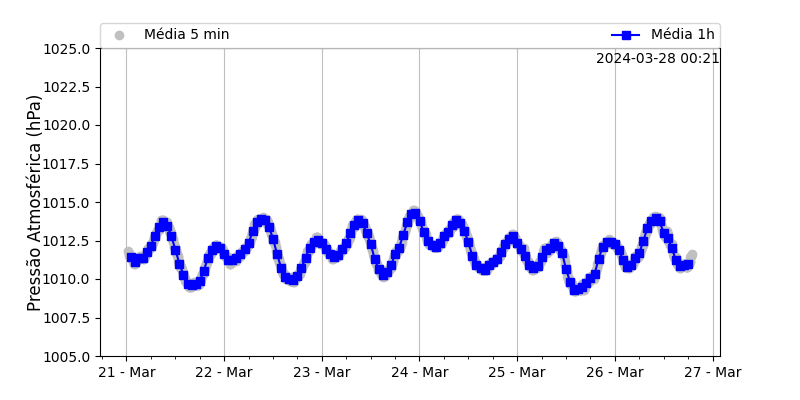 Média 5 min
Média 1h
2024-03-28 00:21
Pressão Atmosférica (hPa)
1025.0
1022.5
1020.0
1017.5
1015.0
1012.5
1010.0
1007.5
1005.0
21 - Mar
22 - Mar
23 - Mar
24 - Mar
25 - Mar
26 - Mar
27 - Mar